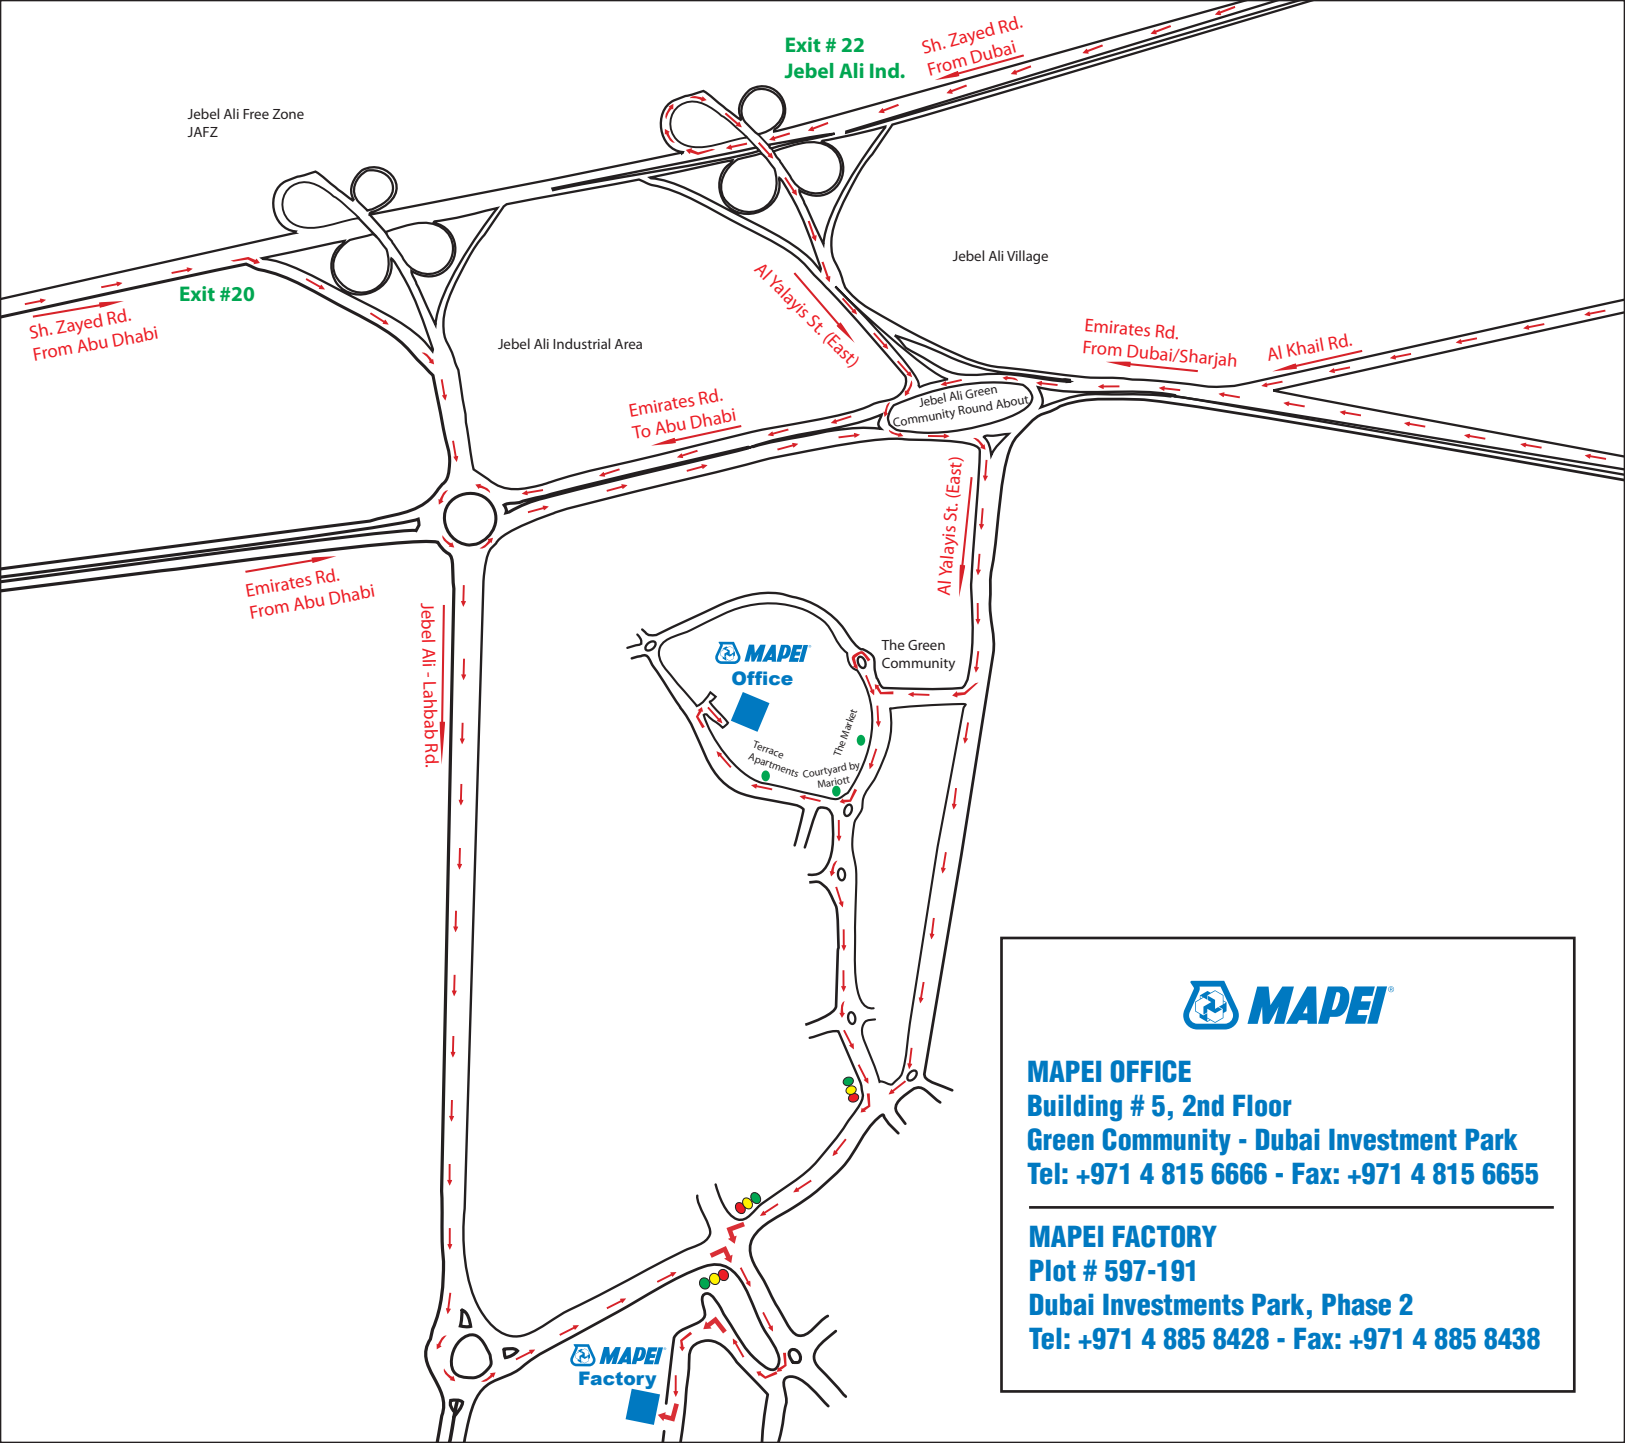 Exit # 22
Jebel Ali Ind.
Sh. Zayed Rd.
From Dubai
Jebel Ali Free Zone
JAFZ
Jebel Ali Village
Exit #20
Sh. Zayed Rd.
From Abu Dhabi
Al Yalayis St. (East)
Jebel Ali Industrial Area
Emirates Rd.
From Dubai/Sharjah
Al Khail Rd.
Emirates Rd.
To Abu Dhabi
Jebel Ali Green
Community Round About
Al Yalayis St. (East)
Emirates Rd.
From Abu Dhabi
Jebel Ali - Lahbab Rd.
The Green
Community
MAPEI
Office
The Market
Terrace
Apartments
Courtyard by
Mariott
MAPEI®
MAPEI OFFICE
Building # 5, 2nd Floor
Green Community - Dubai Investment Park
Tel: +971 4 815 6666 - Fax: +971 4 815 6655
MAPEI FACTORY
Plot # 597-191
Dubai Investments Park, Phase 2
Tel: +971 4 885 8428 - Fax: +971 4 885 8438
MAPEI
Factory